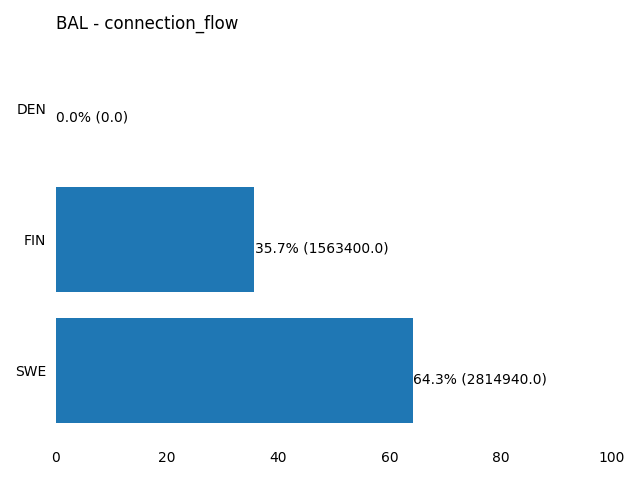 BAL - connection_flow
DEN
0.0% (0.0)
FIN
35.7% (1563400.0)
SWE
64.3% (2814940.0)
0 20 40 60 80 100